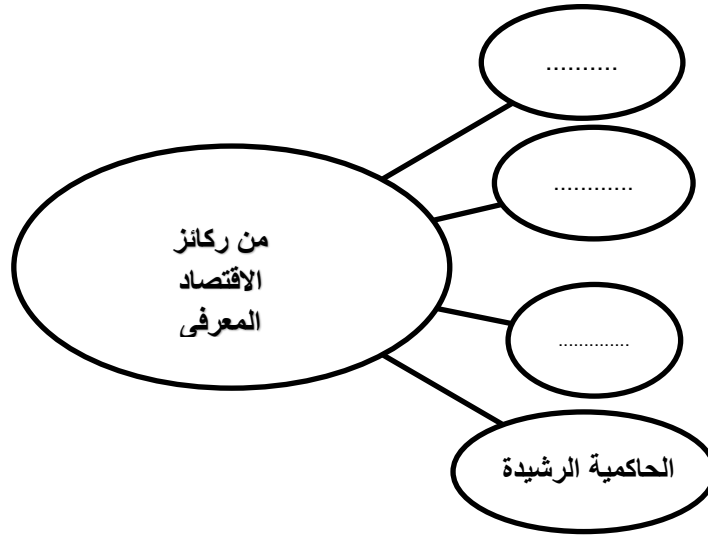 ..........
............
من ركائز
الاقتصاد
المعرفي
..............
الحاكمية الرشيدة